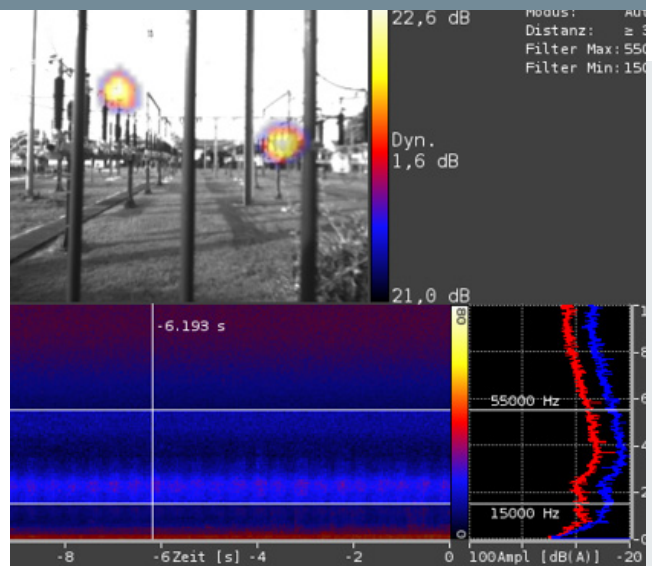 22,6 dB
Modus:
Distanz: ≥
Filter Max:
Filter Min:
Dyn.
1,6 dB
21,0 dB
-6.193 s
80
0
55000 Hz
15000 Hz
-8 -6 Zeit [s] -4 -2 0
100 Ampl [dB(A)] -20